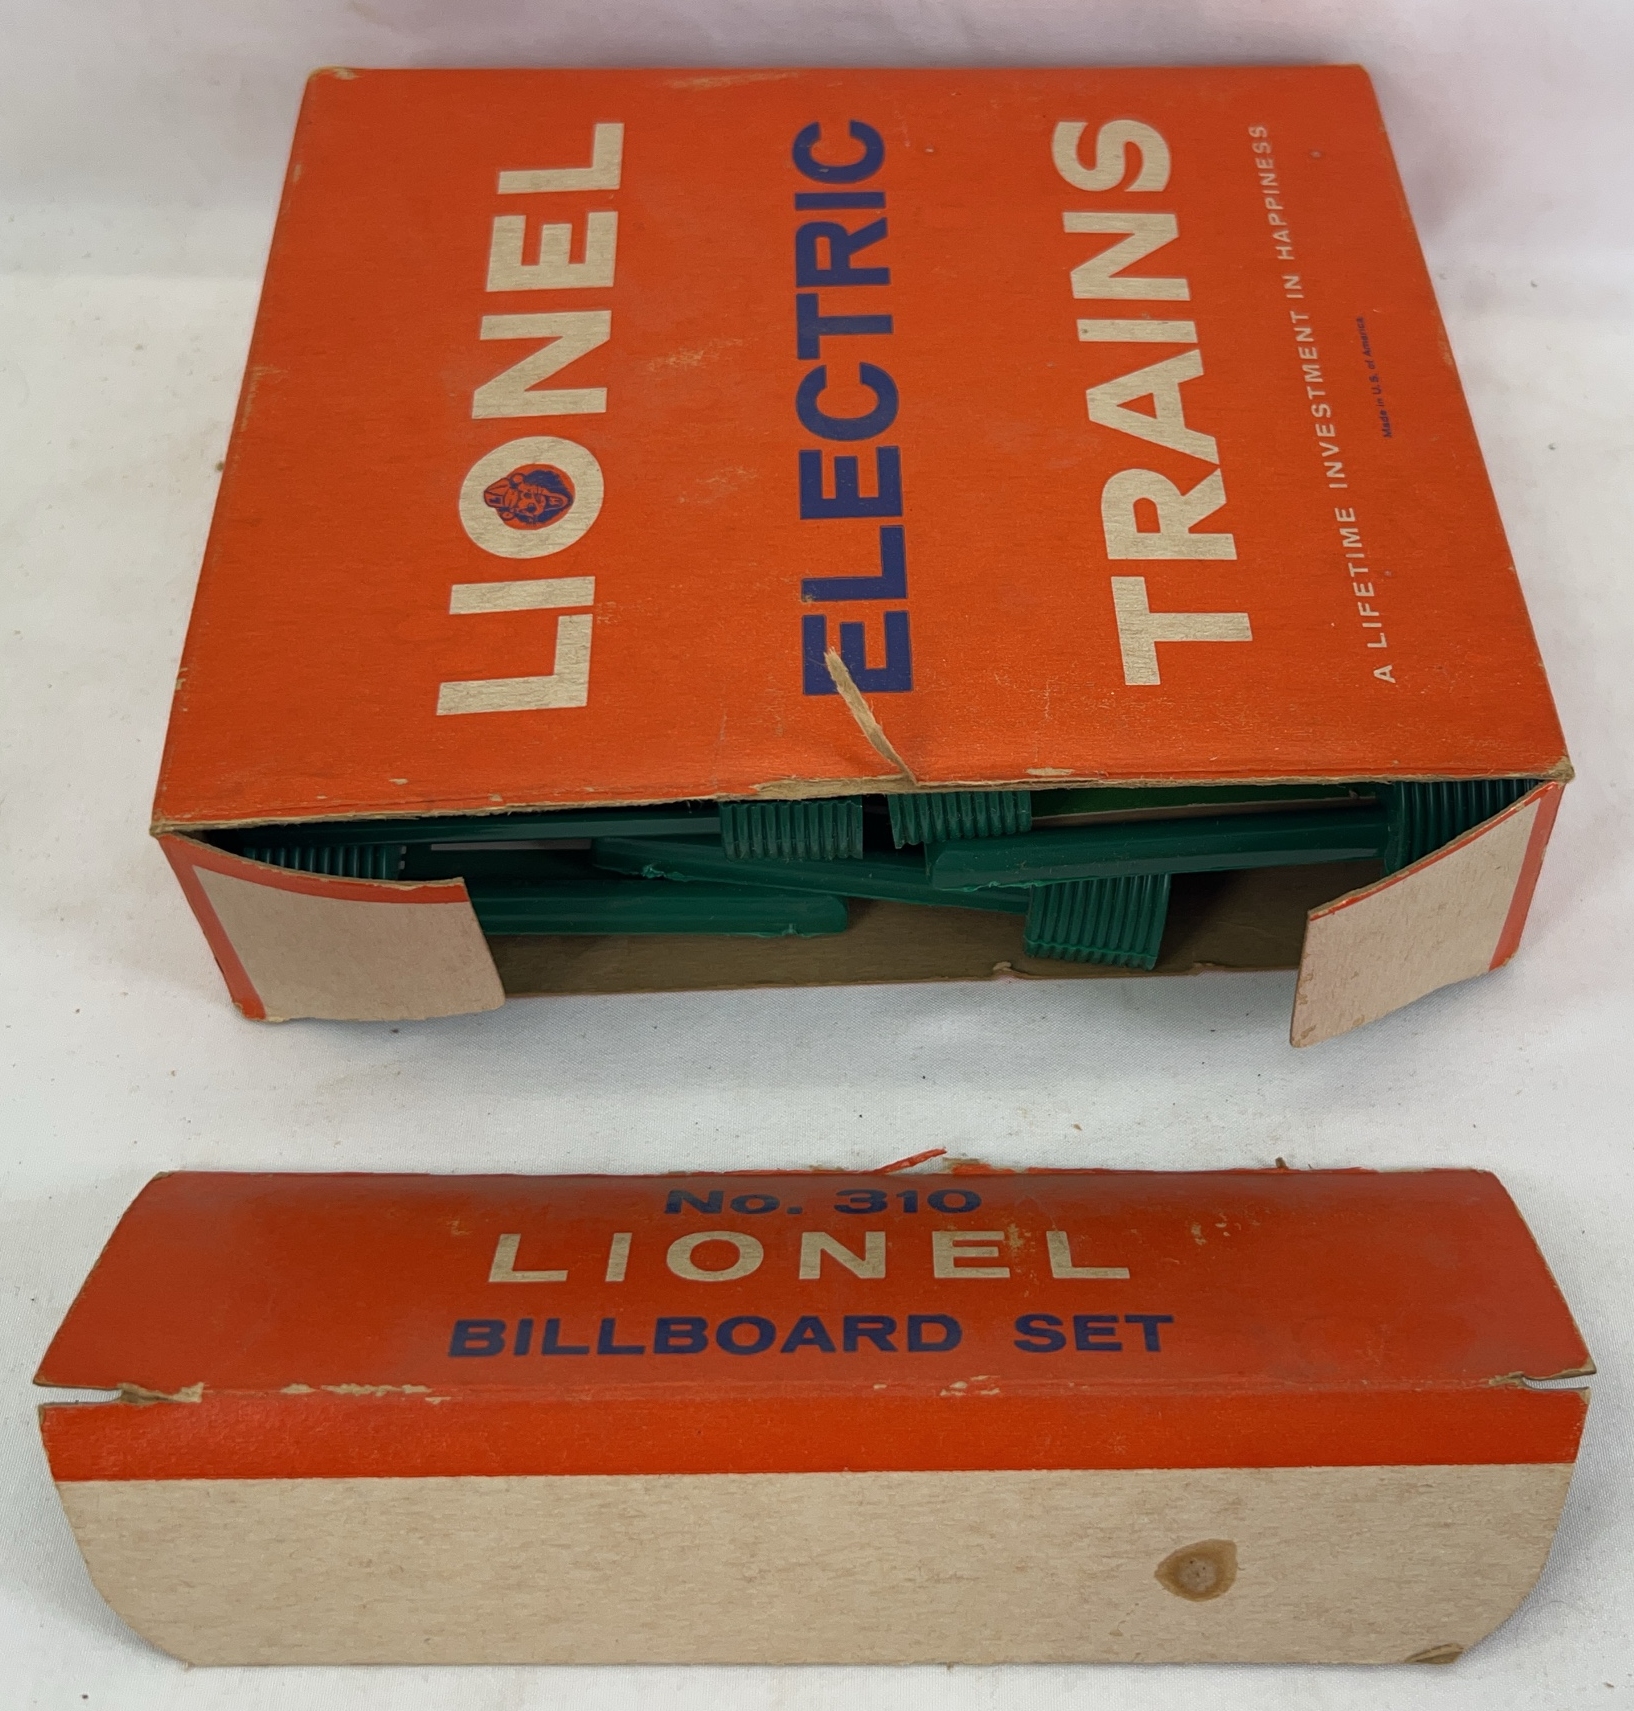 LIONEL
ELECTRIC
TRAINS
A LIFETIME INVESTMENT IN HAPPINESS
Made in U.S. of America
No. 310
LIONEL
BILLBOARD SET